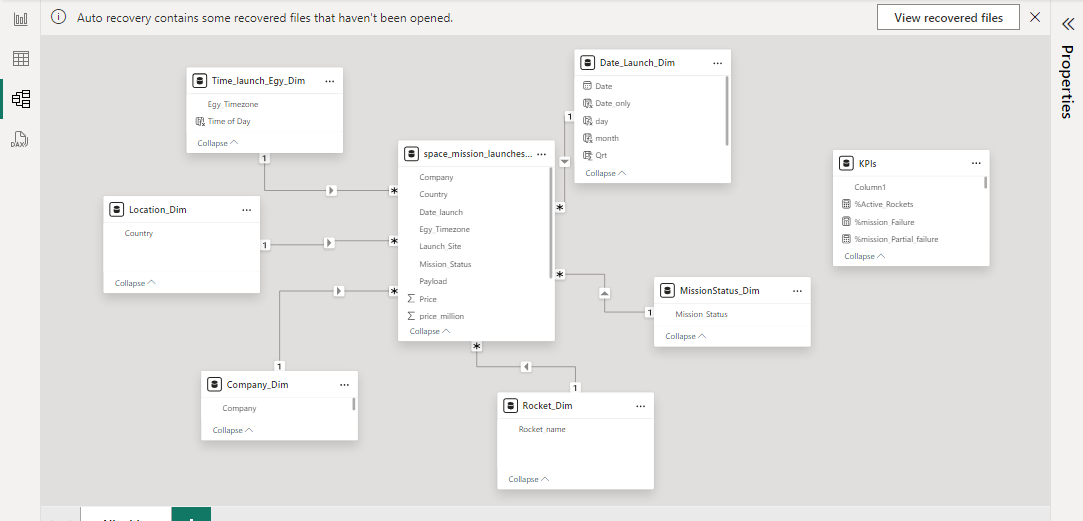 Auto recovery contains some recovered files that haven't been opened.
View recovered files
Properties
DAX
Time_launch_Egy_Dim
Egy_Timezone
Time of Day
Collapse
Date_Launch_Dim
Date
Date_only
day
month
Qrt
Collapse
space_mission_launches...
Company
Country
Date_launch
Egy_Timezone
Launch_Site
Mission_Status
Payload
Price
price_million
Collapse
KPIs
Column1
%Active_Rockets
%mission_Failure
%mission_Partial_failure
Collapse
Location_Dim
Country
Collapse
MissionStatus_Dim
Mission_Status
Collapse
Company_Dim
Company
Collapse
Rocket_Dim
Rocket_name
Collapse
1
*
1
*
1
*
1
*
1
*
1
*